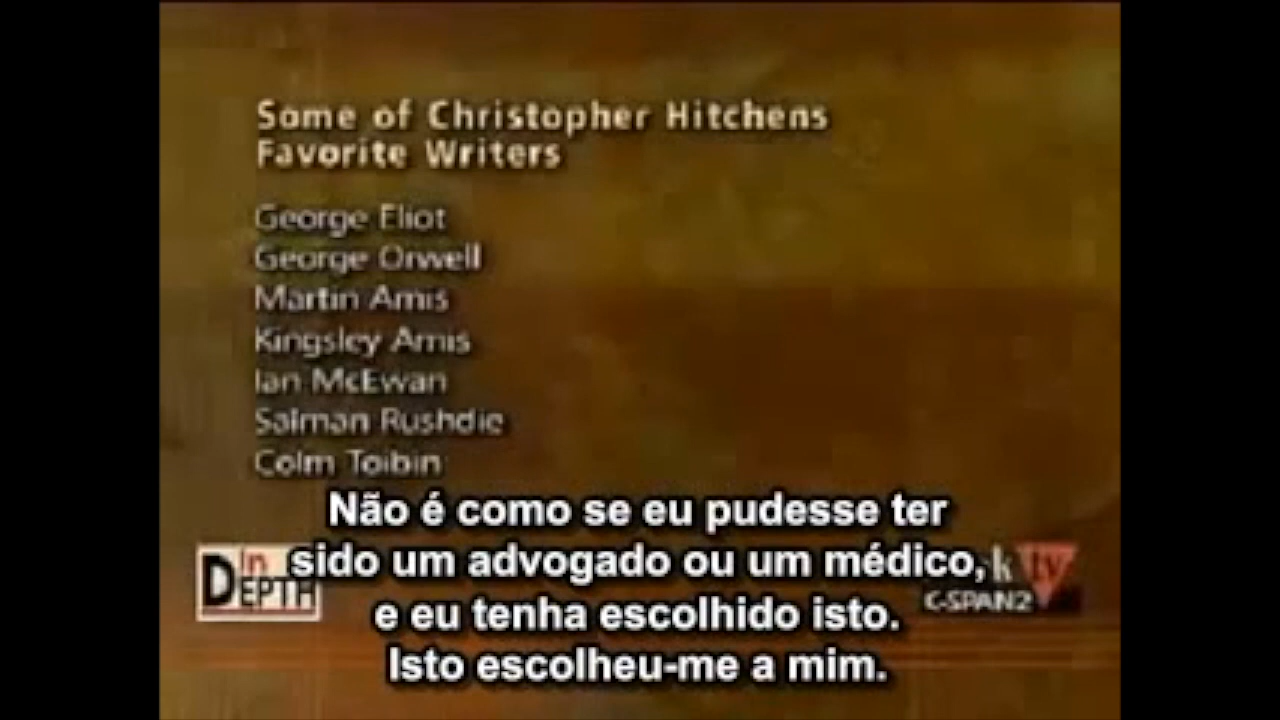 Some of Christopher Hitchens
Favorite Writers
George Eliot
George Orwell
Martin Amis
Kingsley Amis
Ian McEwan
Salman Rushdie
Colm Toibin
Não é como se eu pudesse ter
sido um advogado ou um médico,
e eu tenha escolhido isto.
Isto escolheu-me a mim.
In
DEPTH
tv
C-SPAN2